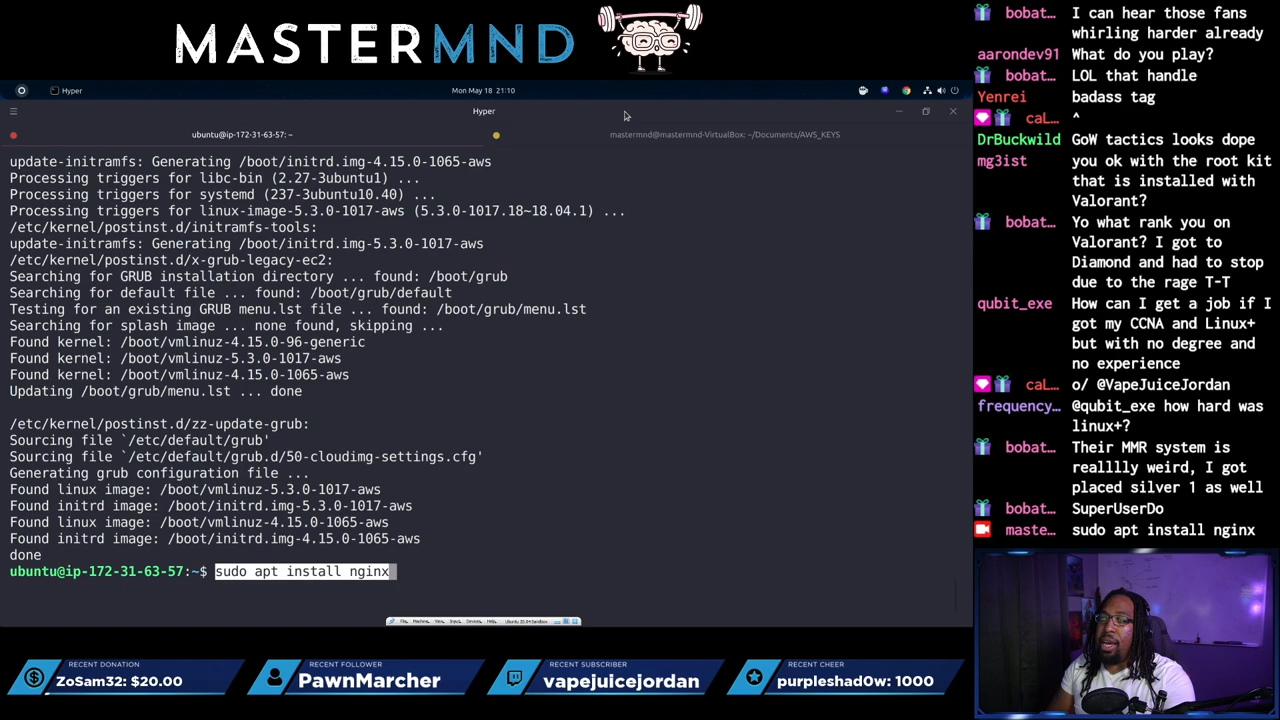 MASTERMND
Hyper
Mon May 18 21:10
Hyper
ubuntu@ip-172-31-63-57: ~
mastermnd@mastermnd-VirtualBox: ~/Documents/AWS_KEYS
update-initramfs: Generating /boot/initrd.img-4.15.0-1065-aws
Processing triggers for libc-bin (2.27-3ubuntu1) ...
Processing triggers for systemd (237-3ubuntu10.40) ...
Processing triggers for linux-image-5.3.0-1017-aws (5.3.0-1017.18~18.04.1) ...
/etc/kernel/postinst.d/initramfs-tools:
update-initramfs: Generating /boot/initrd.img-5.3.0-1017-aws
/etc/kernel/postinst.d/x-grub-legacy-ec2:
Searching for GRUB installation directory ... found: /boot/grub
Searching for default file ... found: /boot/grub/default
Testing for an existing GRUB menu.lst file ... found: /boot/grub/menu.lst
Searching for splash image ... none found, skipping ...
Found kernel: /boot/vmlinuz-4.15.0-96-generic
Found kernel: /boot/vmlinuz-5.3.0-1017-aws
Found kernel: /boot/vmlinuz-4.15.0-1065-aws
Updating /boot/grub/menu.lst ... done
/etc/kernel/postinst.d/zz-update-grub:
Sourcing file `/etc/default/grub'
Sourcing file `/etc/default/grub.d/50-cloudimg-settings.cfg'
Generating grub configuration file ...
Found linux image: /boot/vmlinuz-5.3.0-1017-aws
Found initrd image: /boot/initrd.img-5.3.0-1017-aws
Found linux image: /boot/vmlinuz-4.15.0-1065-aws
Found initrd image: /boot/initrd.img-4.15.0-1065-aws
done
ubuntu@ip-172-31-63-57:~$ sudo apt install nginx
File Machine View Input Devices Help
bobat… I can hear those fans
whirling harder already
aarondev91 What do you play?
bobat… LOL that handle
Yenrei badass tag
caL… ^
DrBuckwild GoW tactics looks dope
mg3ist you ok with the root kit
that is installed with
Valorant?
bobat… Yo what rank you on
Valorant? I got to
Diamond and had to stop
due to the rage T-T
qubit_exe How can I get a job if I
got my CCNA and Linux+
but with no degree and
no experience
caL… o/ @VapeJuiceJordan
frequency… @qubit_exe how hard was
linux+?
bobat… Their MMR system is
realllly weird, I got
placed silver 1 as well
bobat… SuperUserDo
maste… sudo apt install nginx
RECENT DONATION
ZoSam32: $20.00
RECENT FOLLOWER
PawnMarcher
RECENT SUBSCRIBER
vapejuicejordan
RECENT CHEER
purpleshad0w: 1000